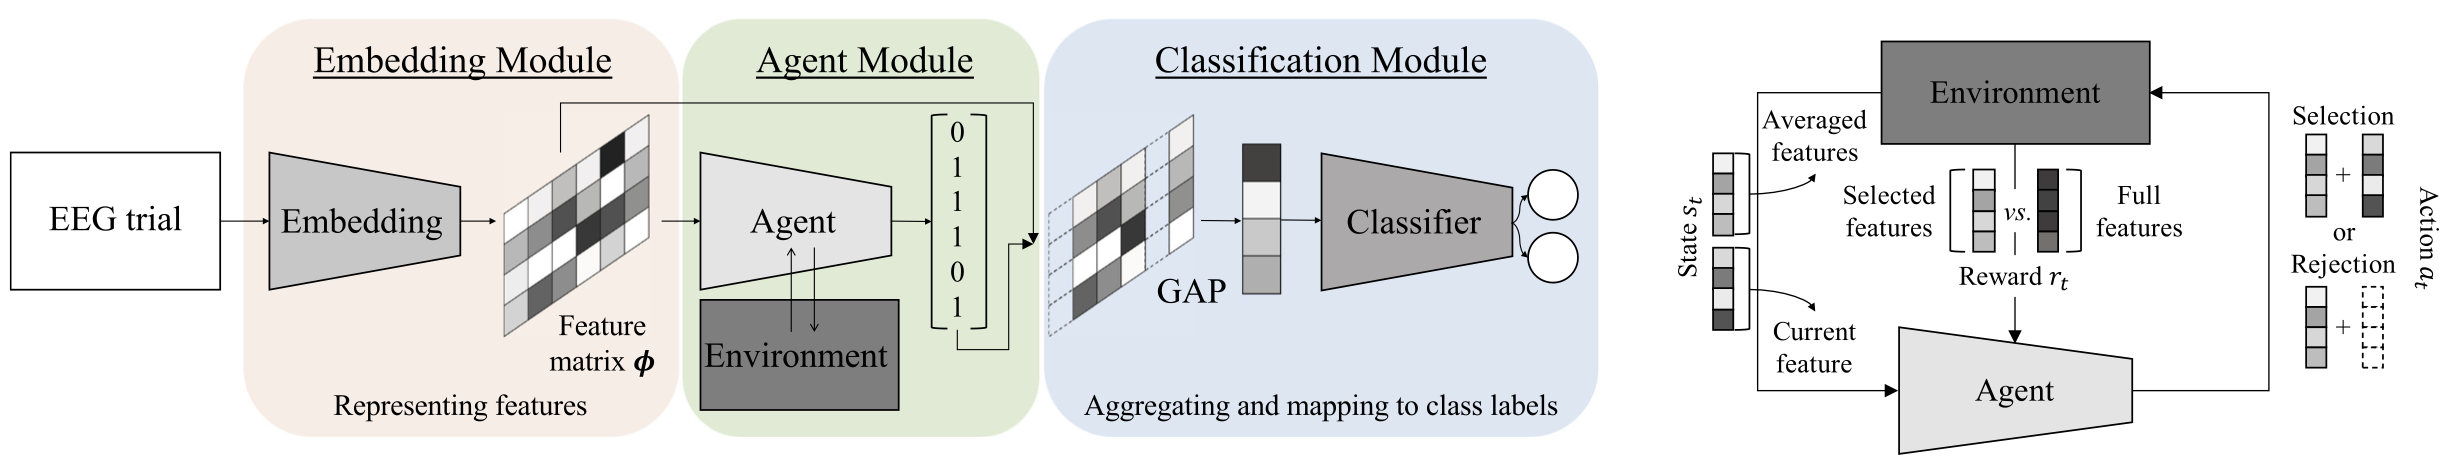 Embedding Module
Agent Module
Classification Module
EEG trial
Embedding
Feature
matrix ϕ
Representing features
Agent
Environment
0
1
1
1
0
1
GAP
Classifier
Aggregating and mapping to class labels
Environment
Averaged
features
State s_t
Current
feature
Selected
features
vs.
Full
features
Reward r_t
Agent
Selection
+
or
Rejection
+
Action a_t